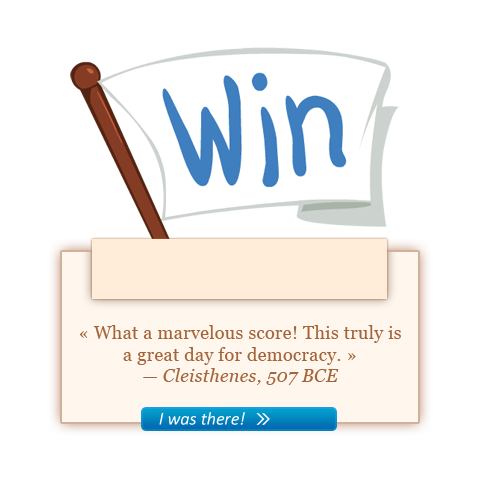 Win
« What a marvelous score! This truly is
a great day for democracy. »
— Cleisthenes, 507 BCE
I was there! »